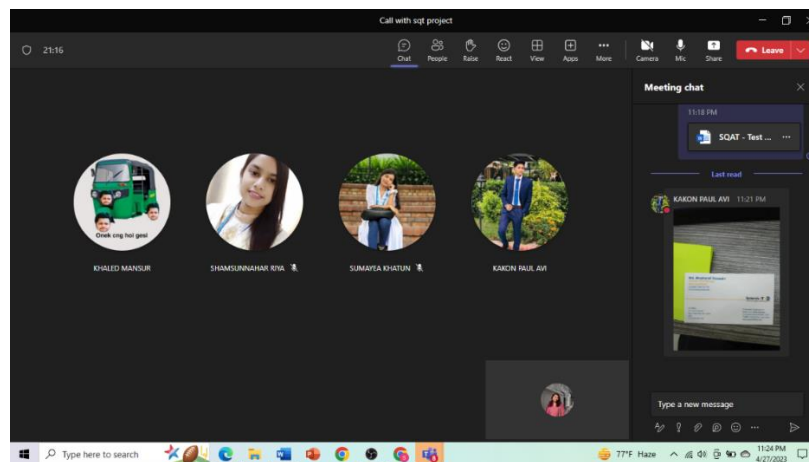 Call with sqt project
21:16
Chat
People
Raise
React
View
Apps
More
Camera
Mic
Share
Leave
Meeting chat
11:18 PM
SQAT - Test ...
Last read
KAKON PAUL AVI 11:21 PM
Onek cng hoi gesi
KHALED MANSUR
SHAMSUNNAHAR RIYA
SUMAYEA KHATUN
KAKON PAUL AVI
Type a new message
Type here to search
77°F Haze
11:24 PM
4/27/2023